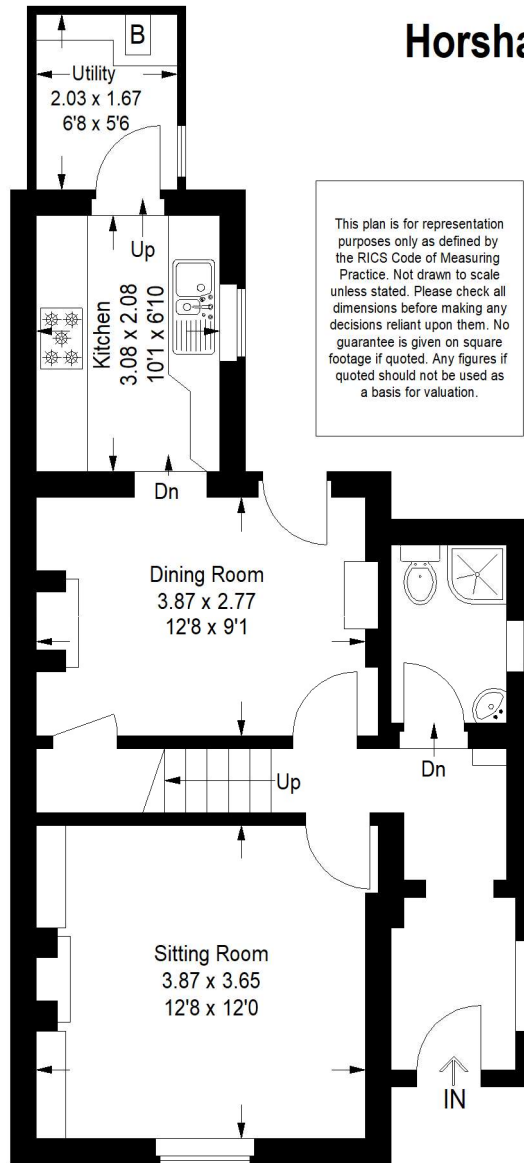 Horsha
B
Utility
2.03 x 1.67
6'8 x 5'6
Up
Kitchen
3.08 x 2.08
10'1 x 6'10
This plan is for representation
purposes only as defined by
the RICS Code of Measuring
Practice. Not drawn to scale
unless stated. Please check all
dimensions before making any
decisions reliant upon them. No
guarantee is given on square
footage if quoted. Any figures if
quoted should not be used as
a basis for valuation.
Dn
Dining Room
3.87 x 2.77
12'8 x 9'1
Up
Dn
Sitting Room
3.87 x 3.65
12'8 x 12'0
IN